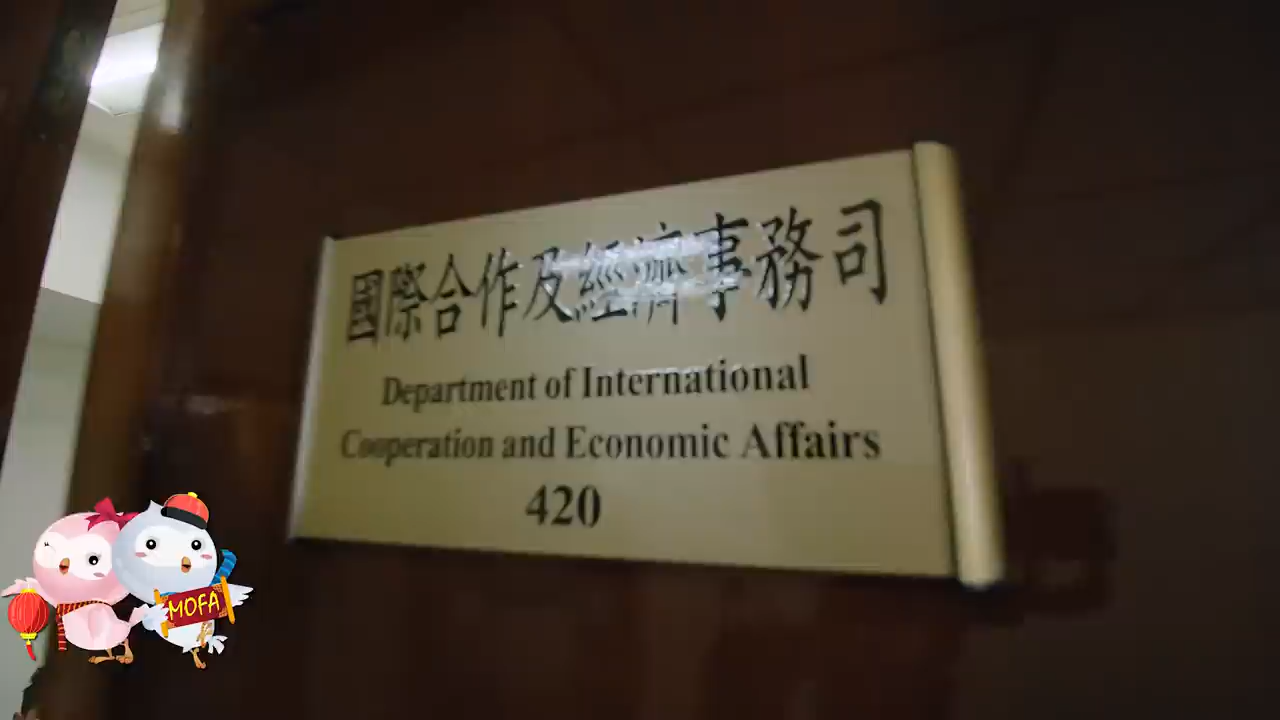 國際合作及經濟事務司
Department of International
Cooperation and Economic Affairs
420
MOFA